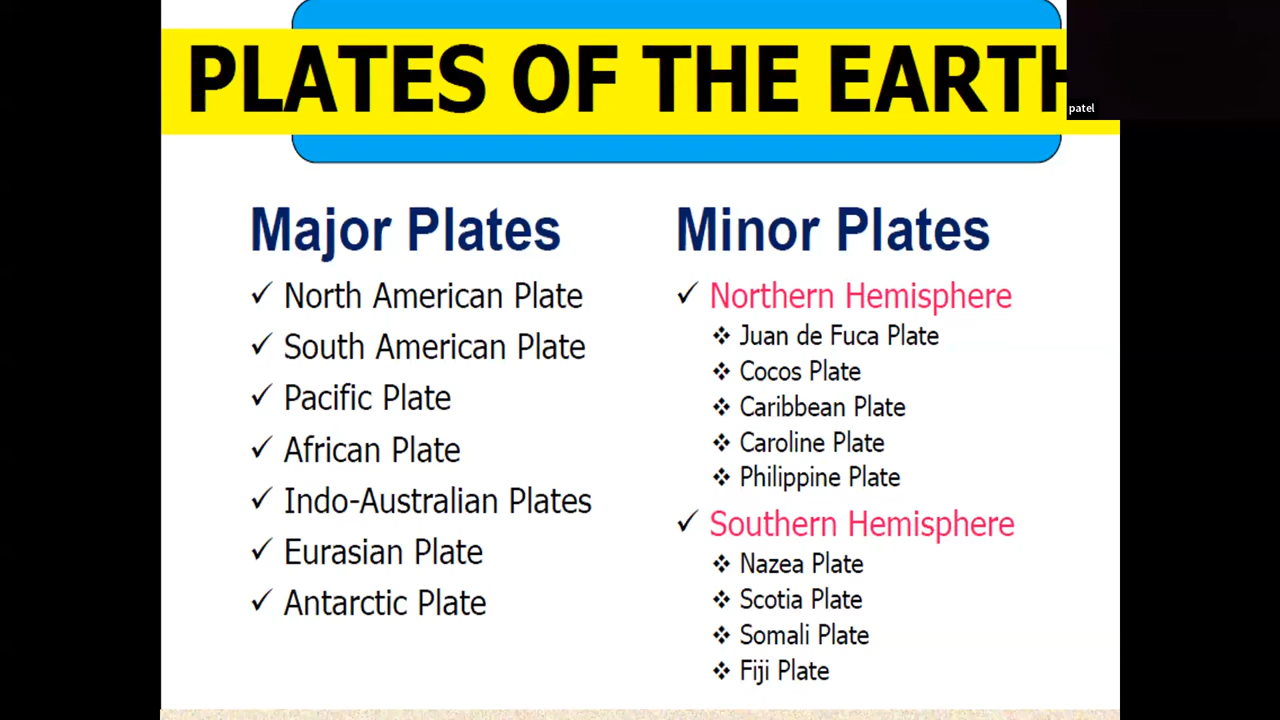 PLATES OF THE EARTH
patel
Major Plates
✓ North American Plate
✓ South American Plate
✓ Pacific Plate
✓ African Plate
✓ Indo-Australian Plates
✓ Eurasian Plate
✓ Antarctic Plate
Minor Plates
✓ Northern Hemisphere
❖ Juan de Fuca Plate
❖ Cocos Plate
❖ Caribbean Plate
❖ Caroline Plate
❖ Philippine Plate
✓ Southern Hemisphere
❖ Nazea Plate
❖ Scotia Plate
❖ Somali Plate
❖ Fiji Plate